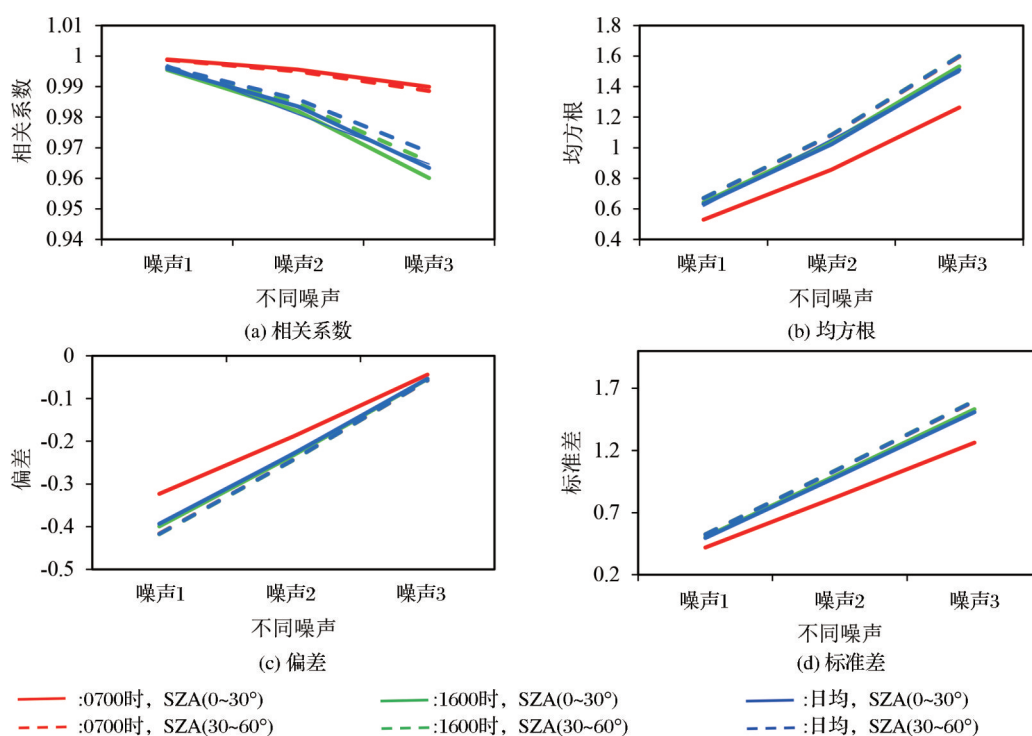 1.01
1
0.99
0.98
0.97
0.96
0.95
0.94
相关系数
噪声1 噪声2 噪声3
不同噪声
(a) 相关系数
1.8
1.6
1.4
1.2
1
0.8
0.6
0.4
均方根
噪声1 噪声2 噪声3
不同噪声
(b) 均方根
0
-0.1
-0.2
-0.3
-0.4
-0.5
偏差
噪声1 噪声2 噪声3
不同噪声
(c) 偏差
1.7
1.2
0.7
0.2
标准差
噪声1 噪声2 噪声3
不同噪声
(d) 标准差
:0700时，SZA(0~30°) :1600时，SZA(0~30°) :日均，SZA(0~30°)
:0700时，SZA(30~60°) :1600时，SZA(30~60°) :日均，SZA(30~60°)